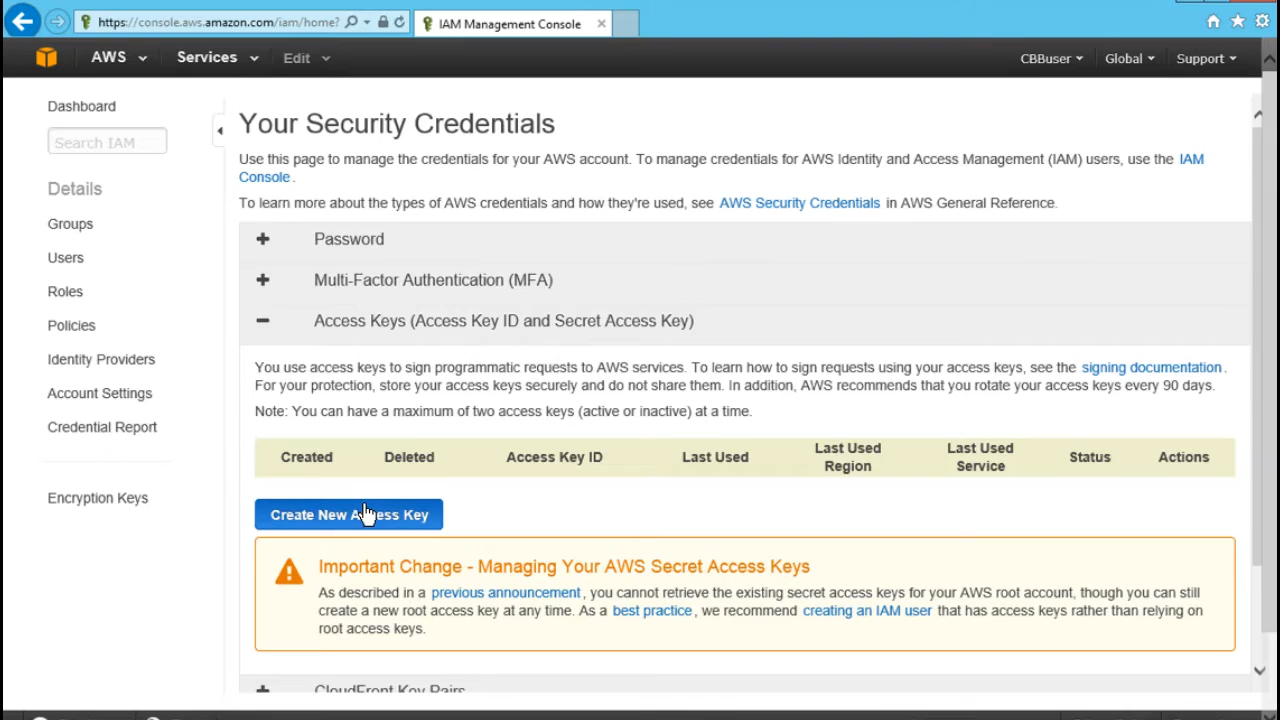 https://console.aws.amazon.com/iam/home?
IAM Management Console
AWS
Services
Edit
CBBuser
Global
Support
Dashboard
Search IAM
Details
Groups
Users
Roles
Policies
Identity Providers
Account Settings
Credential Report
Encryption Keys
Your Security Credentials
Use this page to manage the credentials for your AWS account. To manage credentials for AWS Identity and Access Management (IAM) users, use the IAM
Console .
To learn more about the types of AWS credentials and how they're used, see AWS Security Credentials in AWS General Reference.
Password
Multi-Factor Authentication (MFA)
Access Keys (Access Key ID and Secret Access Key)
You use access keys to sign programmatic requests to AWS services. To learn how to sign requests using your access keys, see the signing documentation .
For your protection, store your access keys securely and do not share them. In addition, AWS recommends that you rotate your access keys every 90 days.
Note: You can have a maximum of two access keys (active or inactive) at a time.
Created
Deleted
Access Key ID
Last Used
Last Used
Region
Last Used
Service
Status
Actions
Create New Access Key
Important Change - Managing Your AWS Secret Access Keys
As described in a previous announcement , you cannot retrieve the existing secret access keys for your AWS root account, though you can still
create a new root access key at any time. As a best practice , we recommend creating an IAM user that has access keys rather than relying on
root access keys.
CloudFront Key Pairs